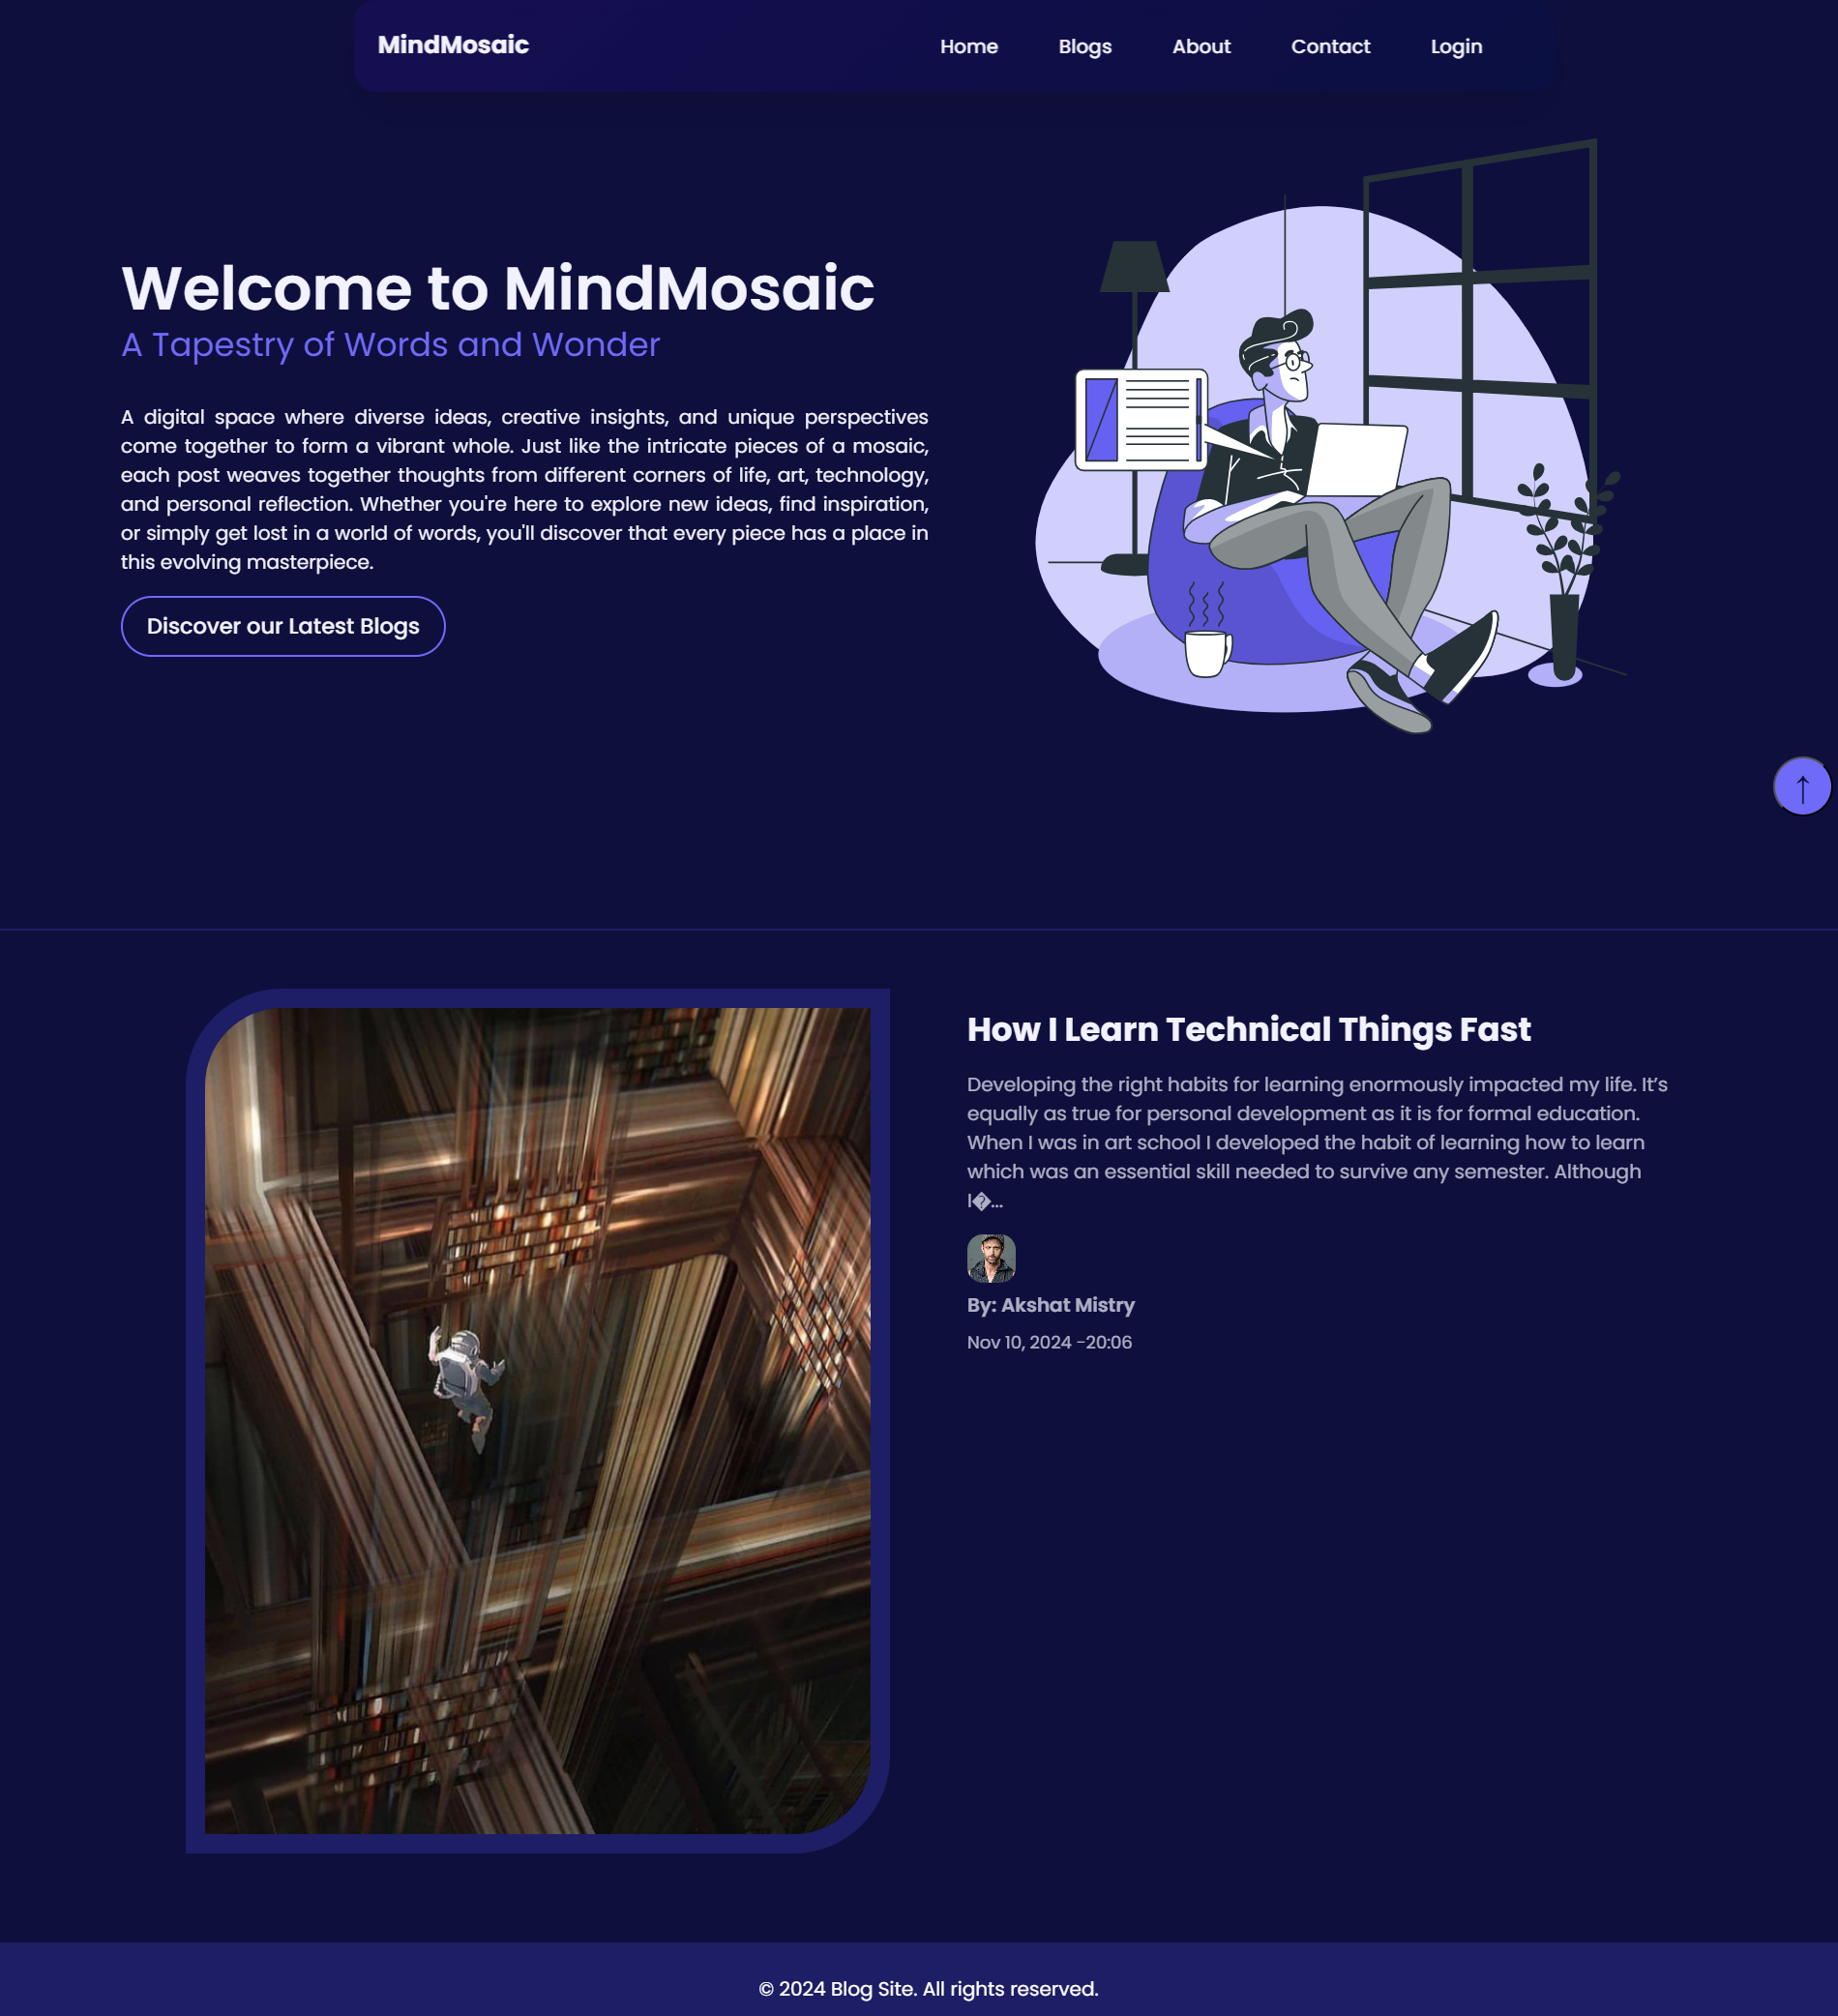 MindMosaic
Home
Blogs
About
Contact
Login
Welcome to MindMosaic
A Tapestry of Words and Wonder
A digital space where diverse ideas, creative insights, and unique perspectives
come together to form a vibrant whole. Just like the intricate pieces of a mosaic,
each post weaves together thoughts from different corners of life, art, technology,
and personal reflection. Whether you're here to explore new ideas, find inspiration,
or simply get lost in a world of words, you'll discover that every piece has a place in
this evolving masterpiece.
Discover our Latest Blogs
↑
How I Learn Technical Things Fast
Developing the right habits for learning enormously impacted my life. It’s
equally as true for personal development as it is for formal education.
When I was in art school I developed the habit of learning how to learn
which was an essential skill needed to survive any semester. Although
I�...
By: Akshat Mistry
Nov 10, 2024 -20:06
© 2024 Blog Site. All rights reserved.